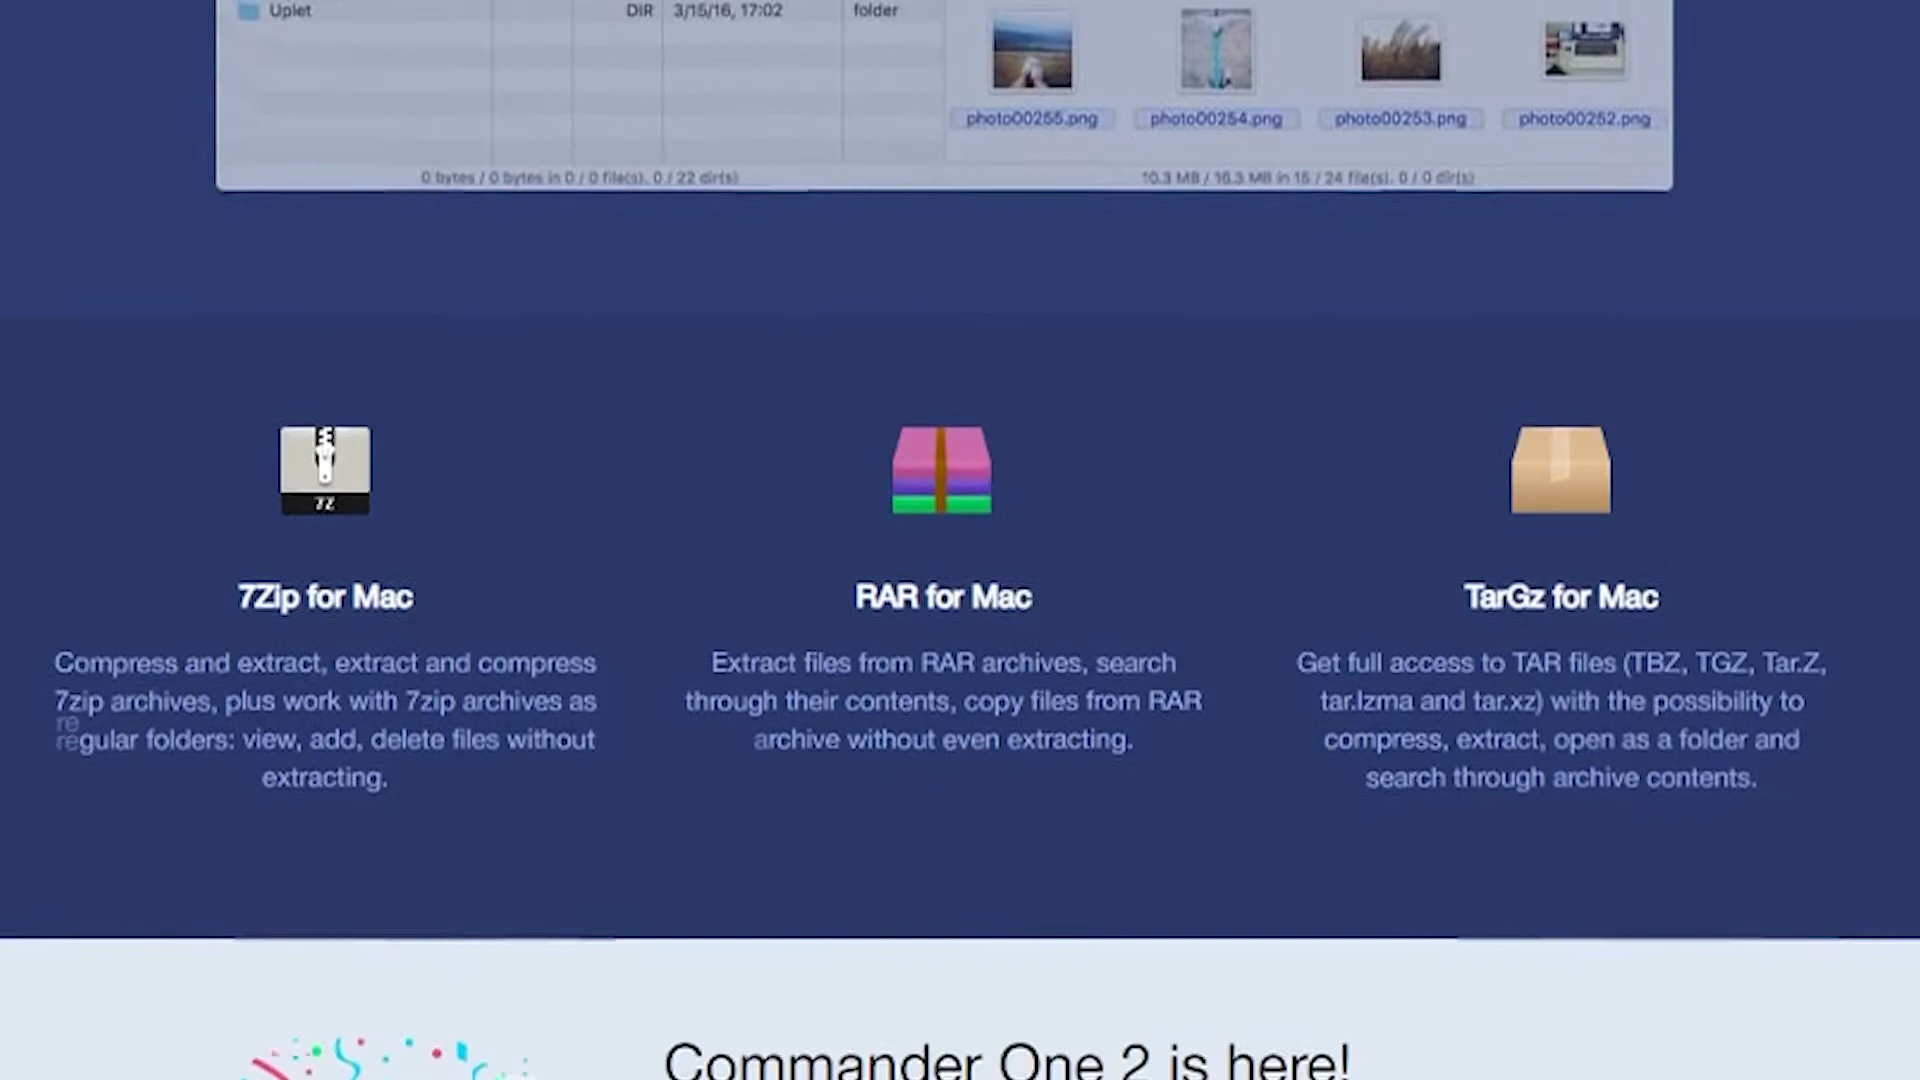 Uplet DIR 3/15/16, 17:02 folder
photo00255.png photo00254.png photo00253.png photo00252.png
0 bytes / 0 bytes in 0 / 0 file(s). 0 / 22 dir(s) 10.3 MB / 16.3 MB in 15 / 24 file(s). 0 / 0 dir(s)
7Z
7Zip for Mac
Compress and extract, extract and compress
7zip archives, plus work with 7zip archives as
regular folders: view, add, delete files without
extracting.
RAR for Mac
Extract files from RAR archives, search
through their contents, copy files from RAR
archive without even extracting.
TarGz for Mac
Get full access to TAR files (TBZ, TGZ, Tar.Z,
tar.lzma and tar.xz) with the possibility to
compress, extract, open as a folder and
search through archive contents.
Commander One 2 is here!